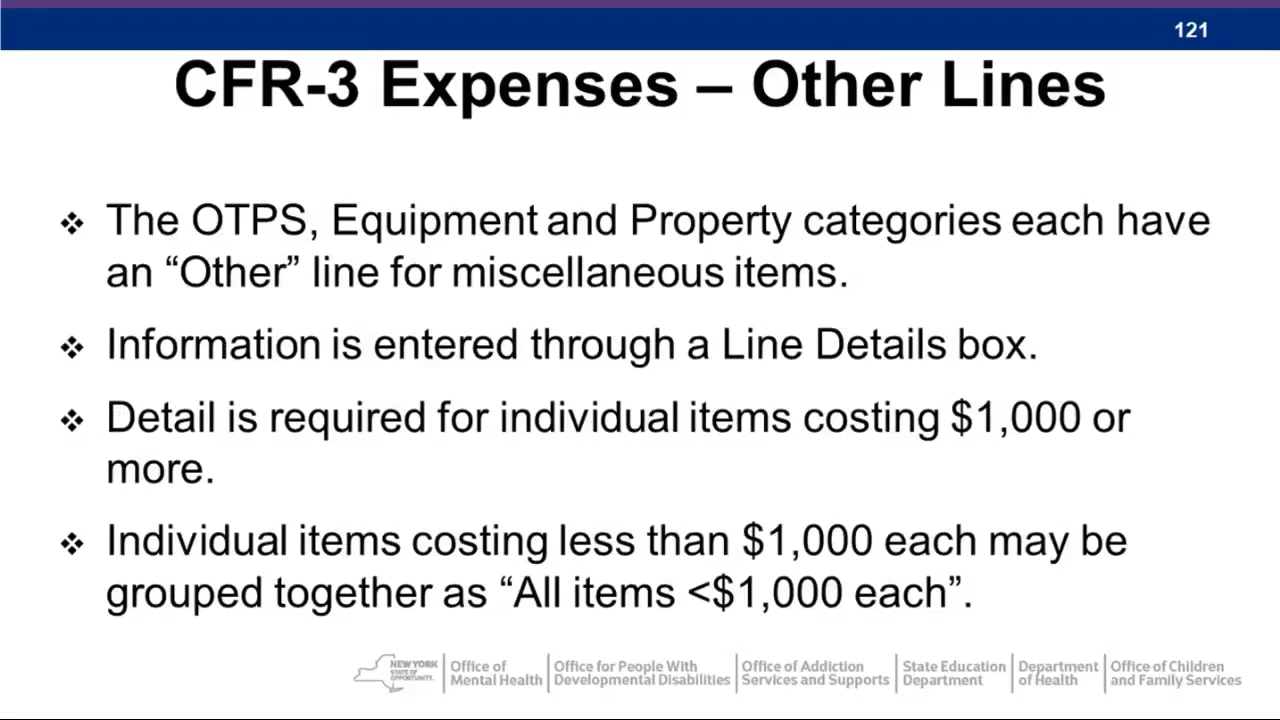 121
CFR-3 Expenses – Other Lines
❖ The OTPS, Equipment and Property categories each have
an “Other” line for miscellaneous items.
❖ Information is entered through a Line Details box.
❖ Detail is required for individual items costing $1,000 or
more.
❖ Individual items costing less than $1,000 each may be
grouped together as “All items <$1,000 each”.
NEW YORK
STATE OF
OPPORTUNITY.
Office of
Mental Health
Office for People With
Developmental Disabilities
Office of Addiction
Services and Supports
State Education
Department
Department
of Health
Office of Children
and Family Services